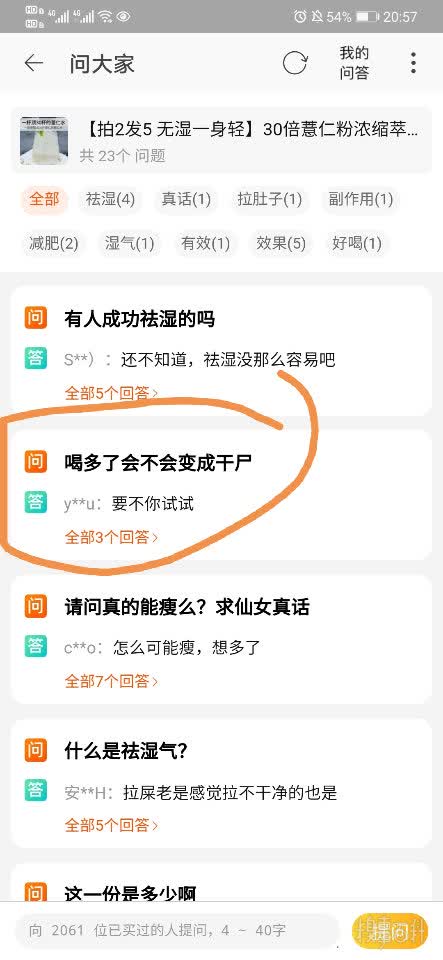 HD 4G 4G 54% 20:57
HD
问大家
我的
问答
【拍2发5 无湿一身轻】30倍薏仁粉浓缩萃...
共 23个 问题
全部 祛湿(4) 真话(1) 拉肚子(1) 副作用(1)
减肥(2) 湿气(1) 有效(1) 效果(5) 好喝(1)
问 有人成功祛湿的吗
答 S**）：还不知道，祛湿没那么容易吧
全部5个回答>
问 喝多了会不会变成干尸
答 y**u：要不你试试
全部3个回答>
问 请问真的能瘦么？求仙女真话
答 c**o：怎么可能瘦，想多了
全部7个回答>
问 什么是祛湿气？
答 安**H：拉屎老是感觉拉不干净的也是
全部5个回答>
问 这一份是多少啊
向 2061 位已买过的人提问，4 ~ 40字
提问